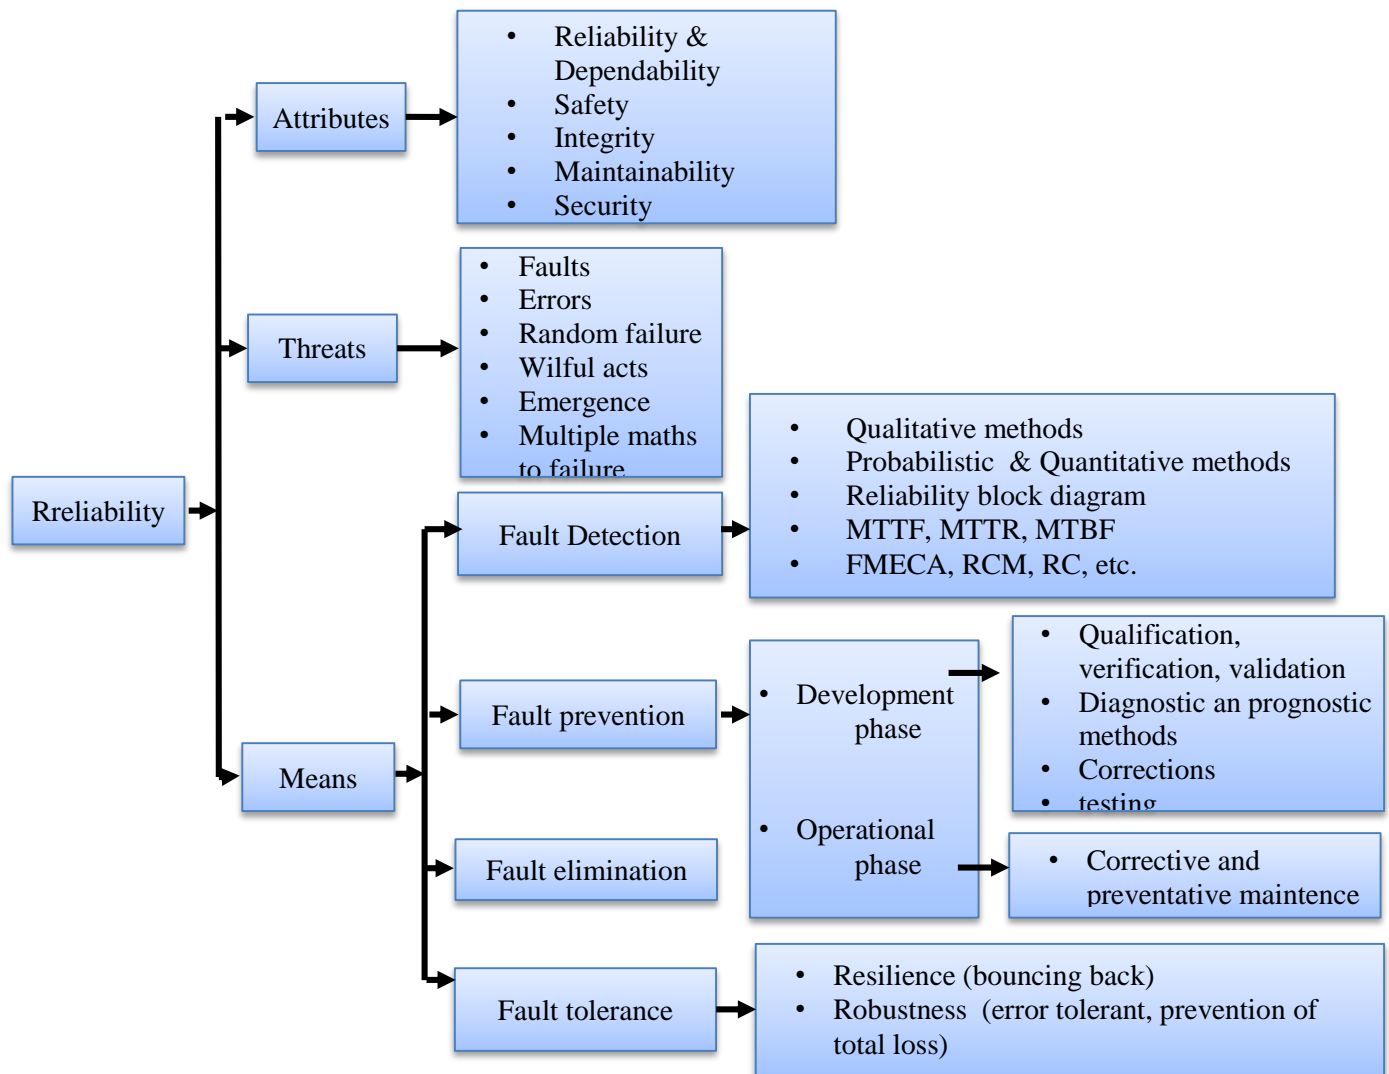 Rreliability
Attributes
• Reliability &
Dependability
• Safety
• Integrity
• Maintainability
• Security
Threats
• Faults
• Errors
• Random failure
• Wilful acts
• Emergence
• Multiple maths
to failure
Means
Fault Detection
• Qualitative methods
• Probabilistic & Quantitative methods
• Reliability block diagram
• MTTF, MTTR, MTBF
• FMECA, RCM, RC, etc.
Fault prevention
• Development
phase
• Qualification,
verification, validation
• Diagnostic an prognostic
methods
• Corrections
• testing
• Operational
phase
• Corrective and
preventative maintence
Fault elimination
Fault tolerance
• Resilience (bouncing back)
• Robustness (error tolerant, prevention of
total loss)